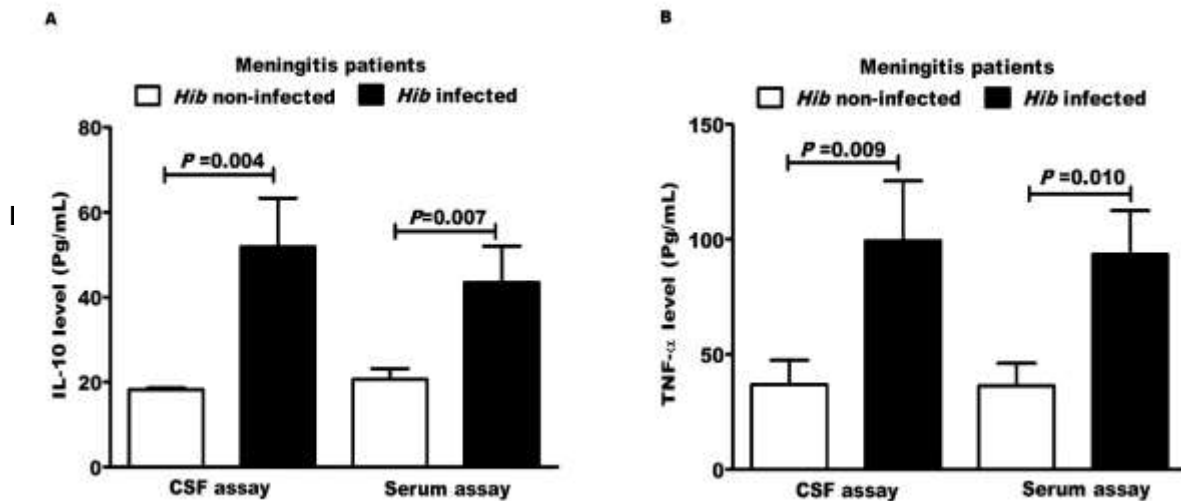 A
Meningitis patients
Hib non-infected Hib infected
80
60
40
20
0
IL-10 level (Pg/mL)
P =0.004
P=0.007
CSF assay Serum assay
B
Meningitis patients
Hib non-infected Hib infected
150
100
50
0
TNF-α level (Pg/mL)
P =0.009
P =0.010
CSF assay Serum assay